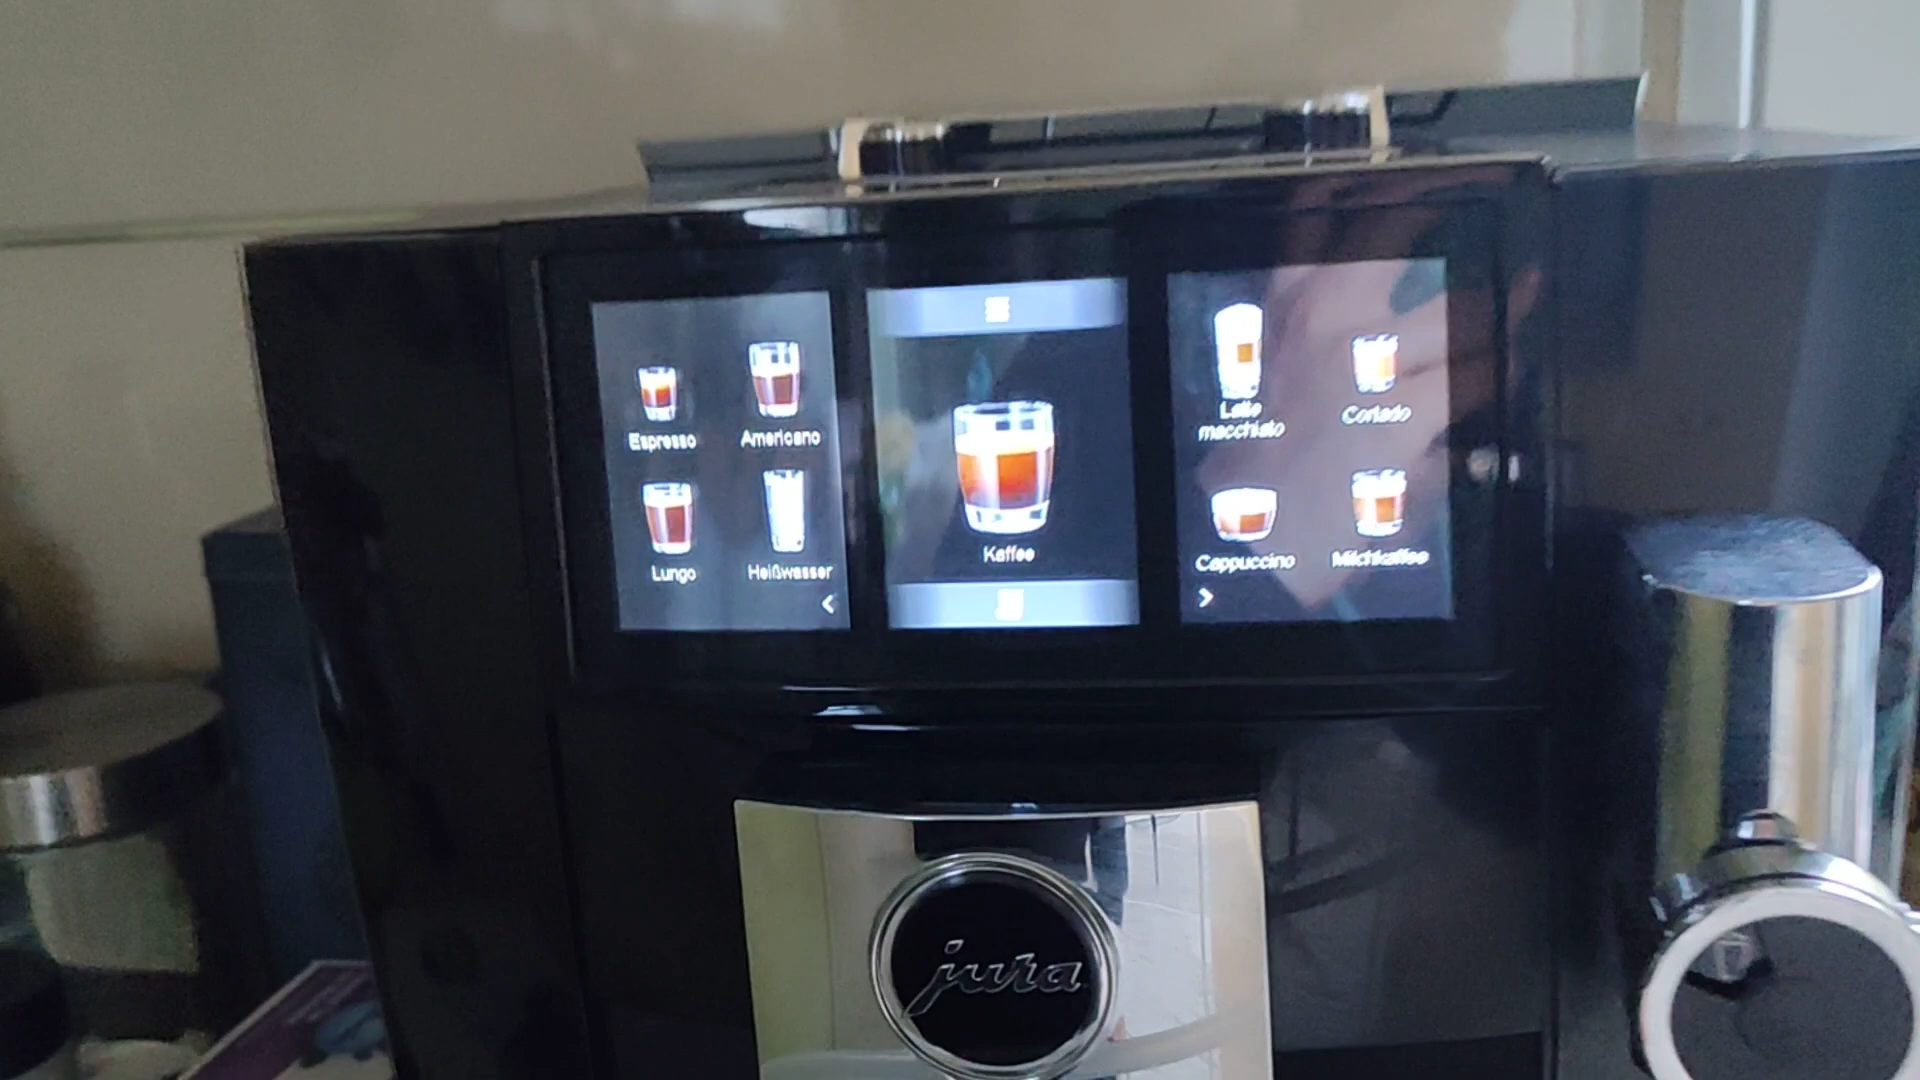 Espresso
Americano
Lungo
Heißwasser
Kaffee
Latte
macchiato
Cortado
Cappuccino
Milchkaffee
jura